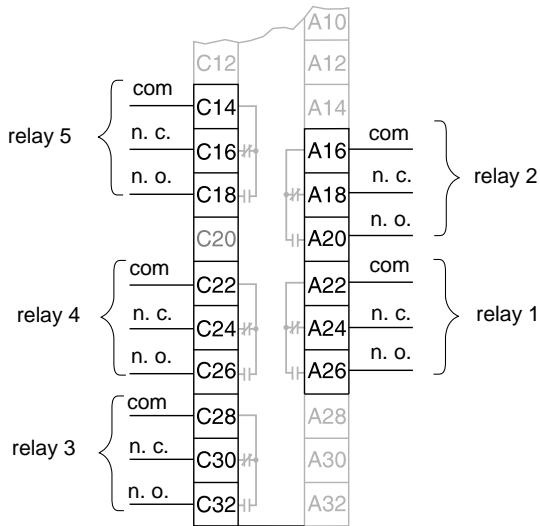 A10
C12 A12
com C14 A14
relay 5 n. c. C16 A16 com
n. o. C18 A18 n. c. relay 2
C20 A20 n. o.
com C22 A22 com
relay 4 n. c. C24 A24 n. c. relay 1
n. o. C26 A26 n. o.
com C28 A28
relay 3 n. c. C30 A30
n. o. C32 A32